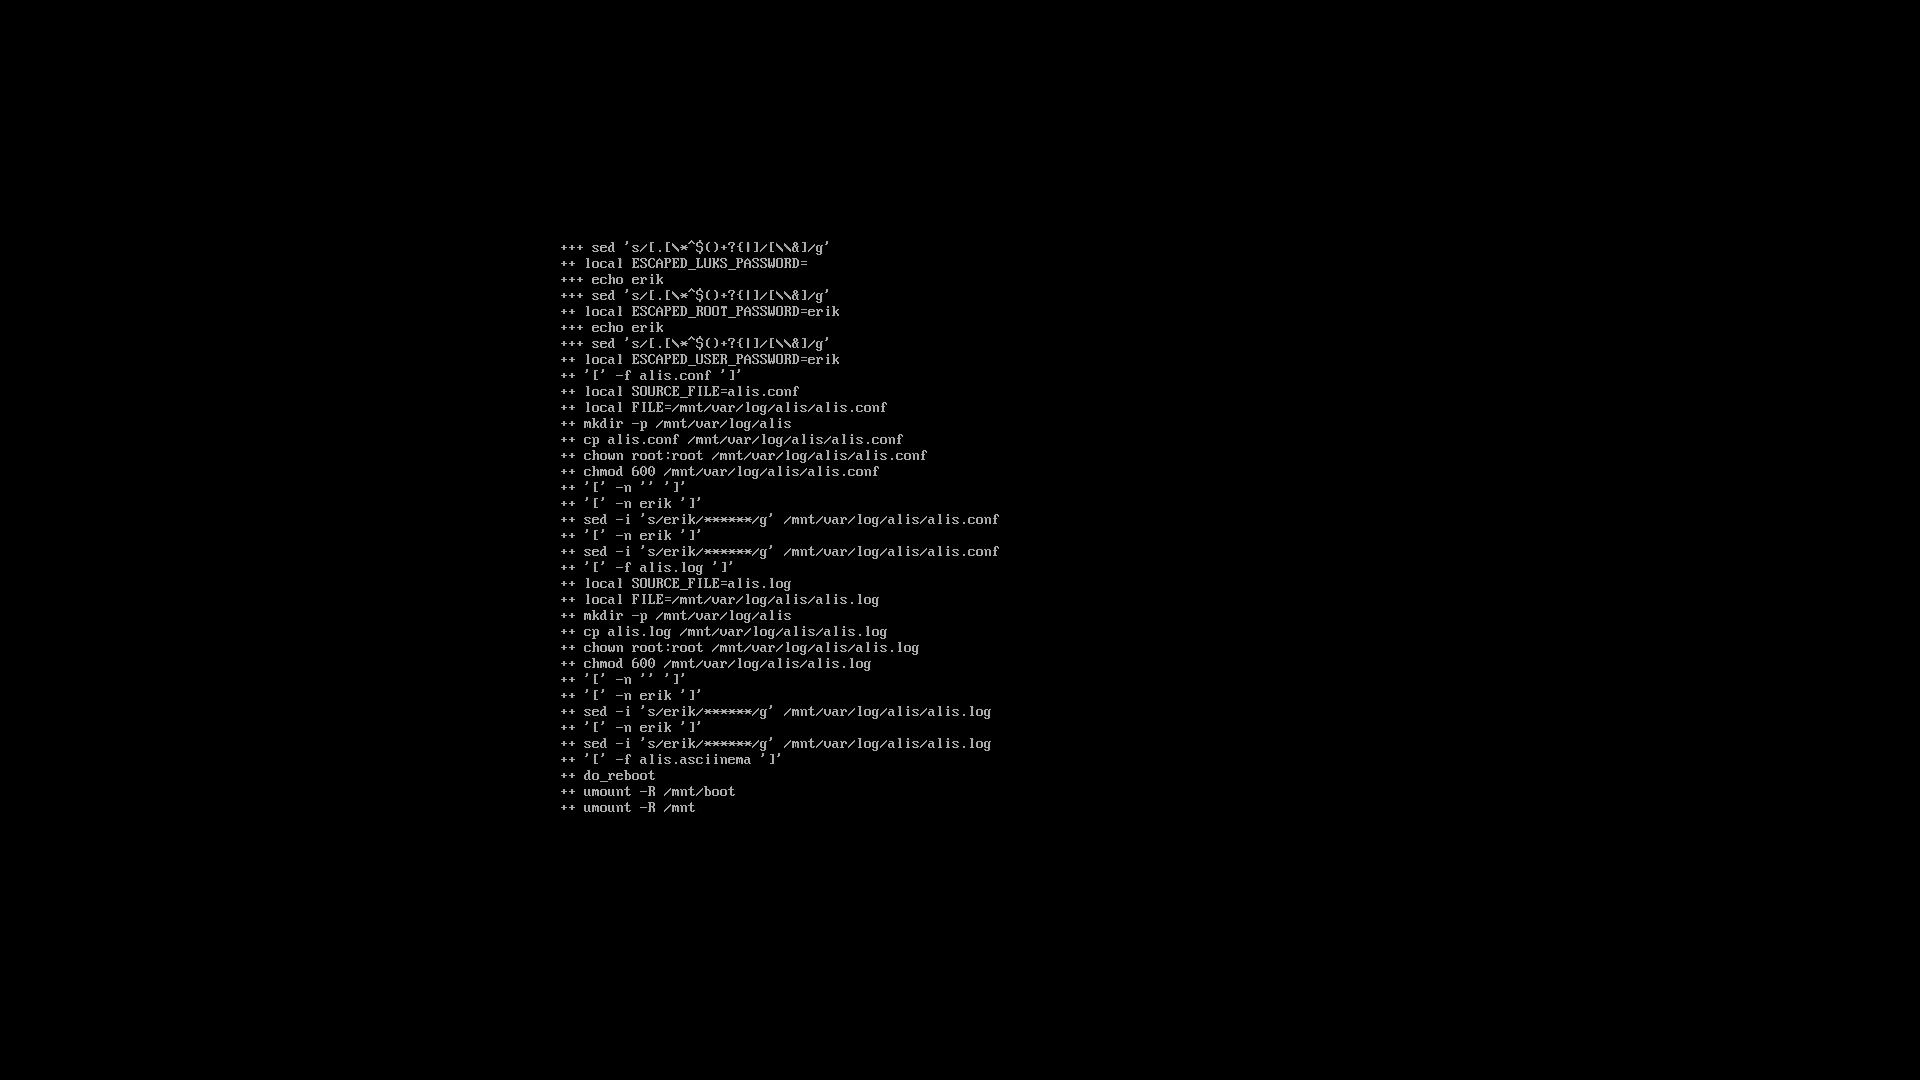 +++ sed 's/[.[\*^$()+?{|]/[\\&]/g'
++ local ESCAPED_LUKS_PASSWORD=
+++ echo erik
+++ sed 's/[.[\*^$()+?{|]/[\\&]/g'
++ local ESCAPED_ROOT_PASSWORD=erik
+++ echo erik
+++ sed 's/[.[\*^$()+?{|]/[\\&]/g'
++ local ESCAPED_USER_PASSWORD=erik
++ '[' -f alis.conf ']'
++ local SOURCE_FILE=alis.conf
++ local FILE=/mnt/var/log/alis/alis.conf
++ mkdir -p /mnt/var/log/alis
++ cp alis.conf /mnt/var/log/alis/alis.conf
++ chown root:root /mnt/var/log/alis/alis.conf
++ chmod 600 /mnt/var/log/alis/alis.conf
++ '[' -n '' ']'
++ '[' -n erik ']'
++ sed -i 's/erik/******/g' /mnt/var/log/alis/alis.conf
++ '[' -n erik ']'
++ sed -i 's/erik/******/g' /mnt/var/log/alis/alis.conf
++ '[' -f alis.log ']'
++ local SOURCE_FILE=alis.log
++ local FILE=/mnt/var/log/alis/alis.log
++ mkdir -p /mnt/var/log/alis
++ cp alis.log /mnt/var/log/alis/alis.log
++ chown root:root /mnt/var/log/alis/alis.log
++ chmod 600 /mnt/var/log/alis/alis.log
++ '[' -n '' ']'
++ '[' -n erik ']'
++ sed -i 's/erik/******/g' /mnt/var/log/alis/alis.log
++ '[' -n erik ']'
++ sed -i 's/erik/******/g' /mnt/var/log/alis/alis.log
++ '[' -f alis.asciinema ']'
++ do_reboot
++ umount -R /mnt/boot
++ umount -R /mnt